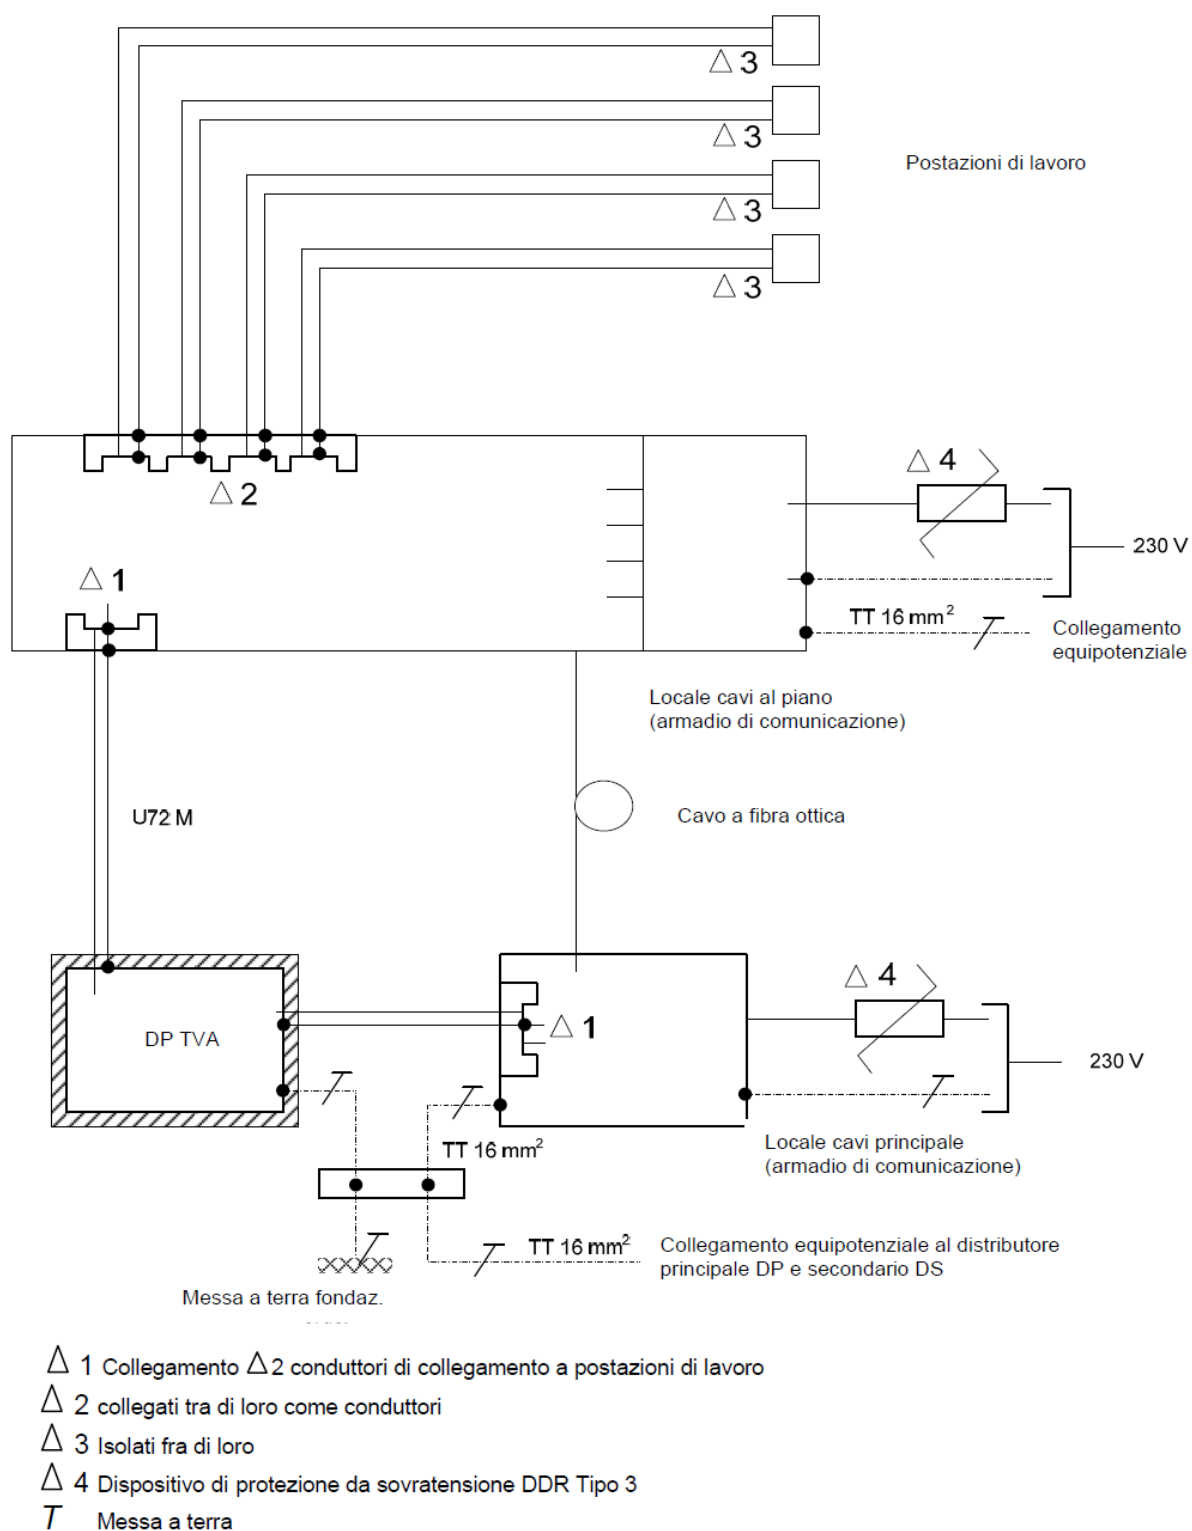 △ 3
△ 3
Postazioni di lavoro
△ 3
△ 3
△ 4
△ 2
230 V
△ 1
TT 16 mm²
Collegamento
equipotenziale
Locale cavi al piano
(armadio di comunicazione)
U72 M
Cavo a fibra ottica
△ 4
△ 1
DP TVA
230 V
TT 16 mm²
Locale cavi principale
(armadio di comunicazione)
TT 16 mm²
Collegamento equipotenziale al distributore
principale DP e secondario DS
Messa a terra fondaz.
△ 1 Collegamento △2 conduttori di collegamento a postazioni di lavoro
△ 2 collegati tra di loro come conduttori
△ 3 Isolati fra di loro
△ 4 Dispositivo di protezione da sovratensione DDR Tipo 3
T Messa a terra